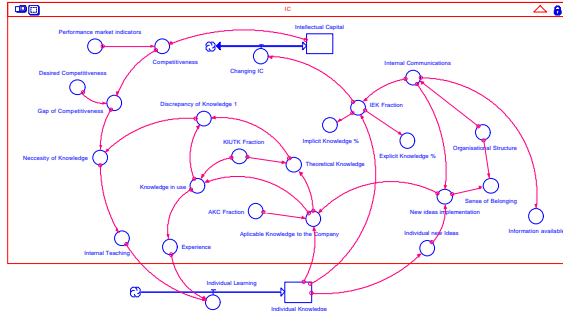 IC
Intellectual Capital
Performance market indicators
Competitiveness
Changing IC
Internal Communications
Desired Competitiveness
Gap of Competitiveness
Discrepancy of Knowledge 1
IEK Fraction
Implicit Knowledge %
Explicit Knowledge %
Organisational Structure
KIUTK Fraction
Neccesity of Knowledge
Theoretical Knowledge
Knowledge in use
Sense of Belonging
AKC Fraction
New ideas implementation
Aplicable Knowledge to the Company
Individual new Ideas
Information available
Internal Teaching
Experience
Individual Learning
Individual Knowledge